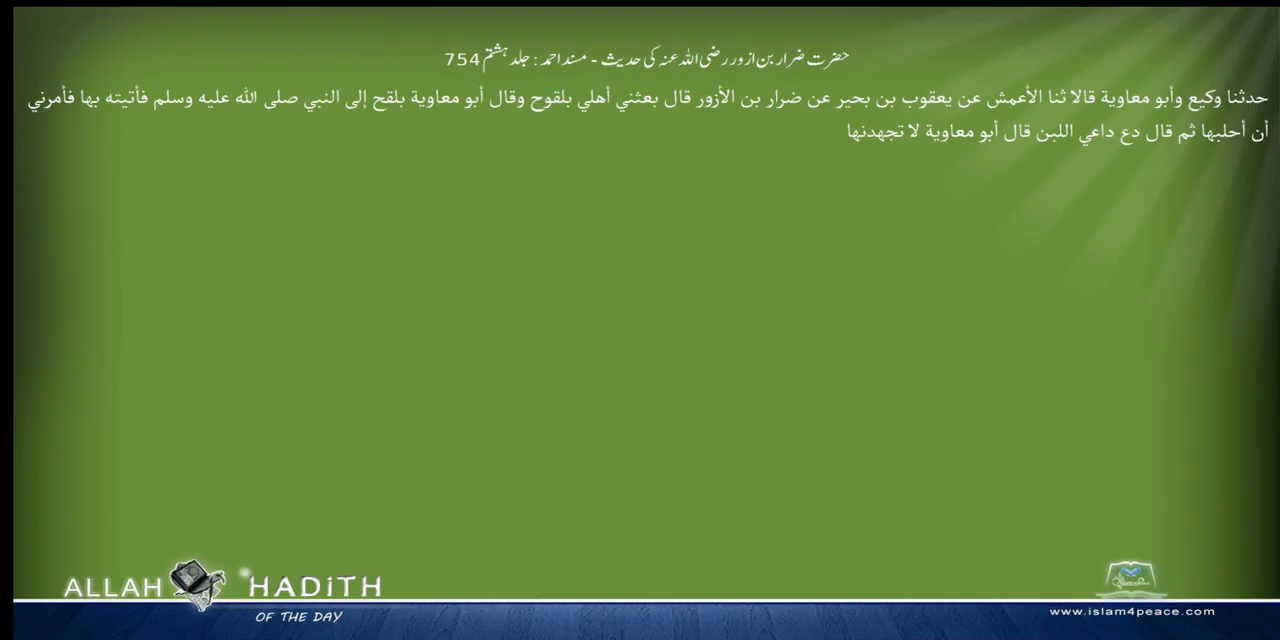 حضرت ضرار بن ازور رضی اللہ عنہ کی حدیث - مسند احمد : جلد ہشتم 754
حدثنا وكيع وأبو معاوية قالا ثنا الأعمش عن يعقوب بن بحير عن ضرار بن الأزور قال بعثني أهلي بلقوح وقال أبو معاوية بلقح إلى النبي صلى الله عليه وسلم فأتيته بها فأمرني
أن أحلبها ثم قال دع داعي اللبن قال أبو معاوية لا تجهدنها
ALLAH HADITH
OF THE DAY
www.islam4peace.com